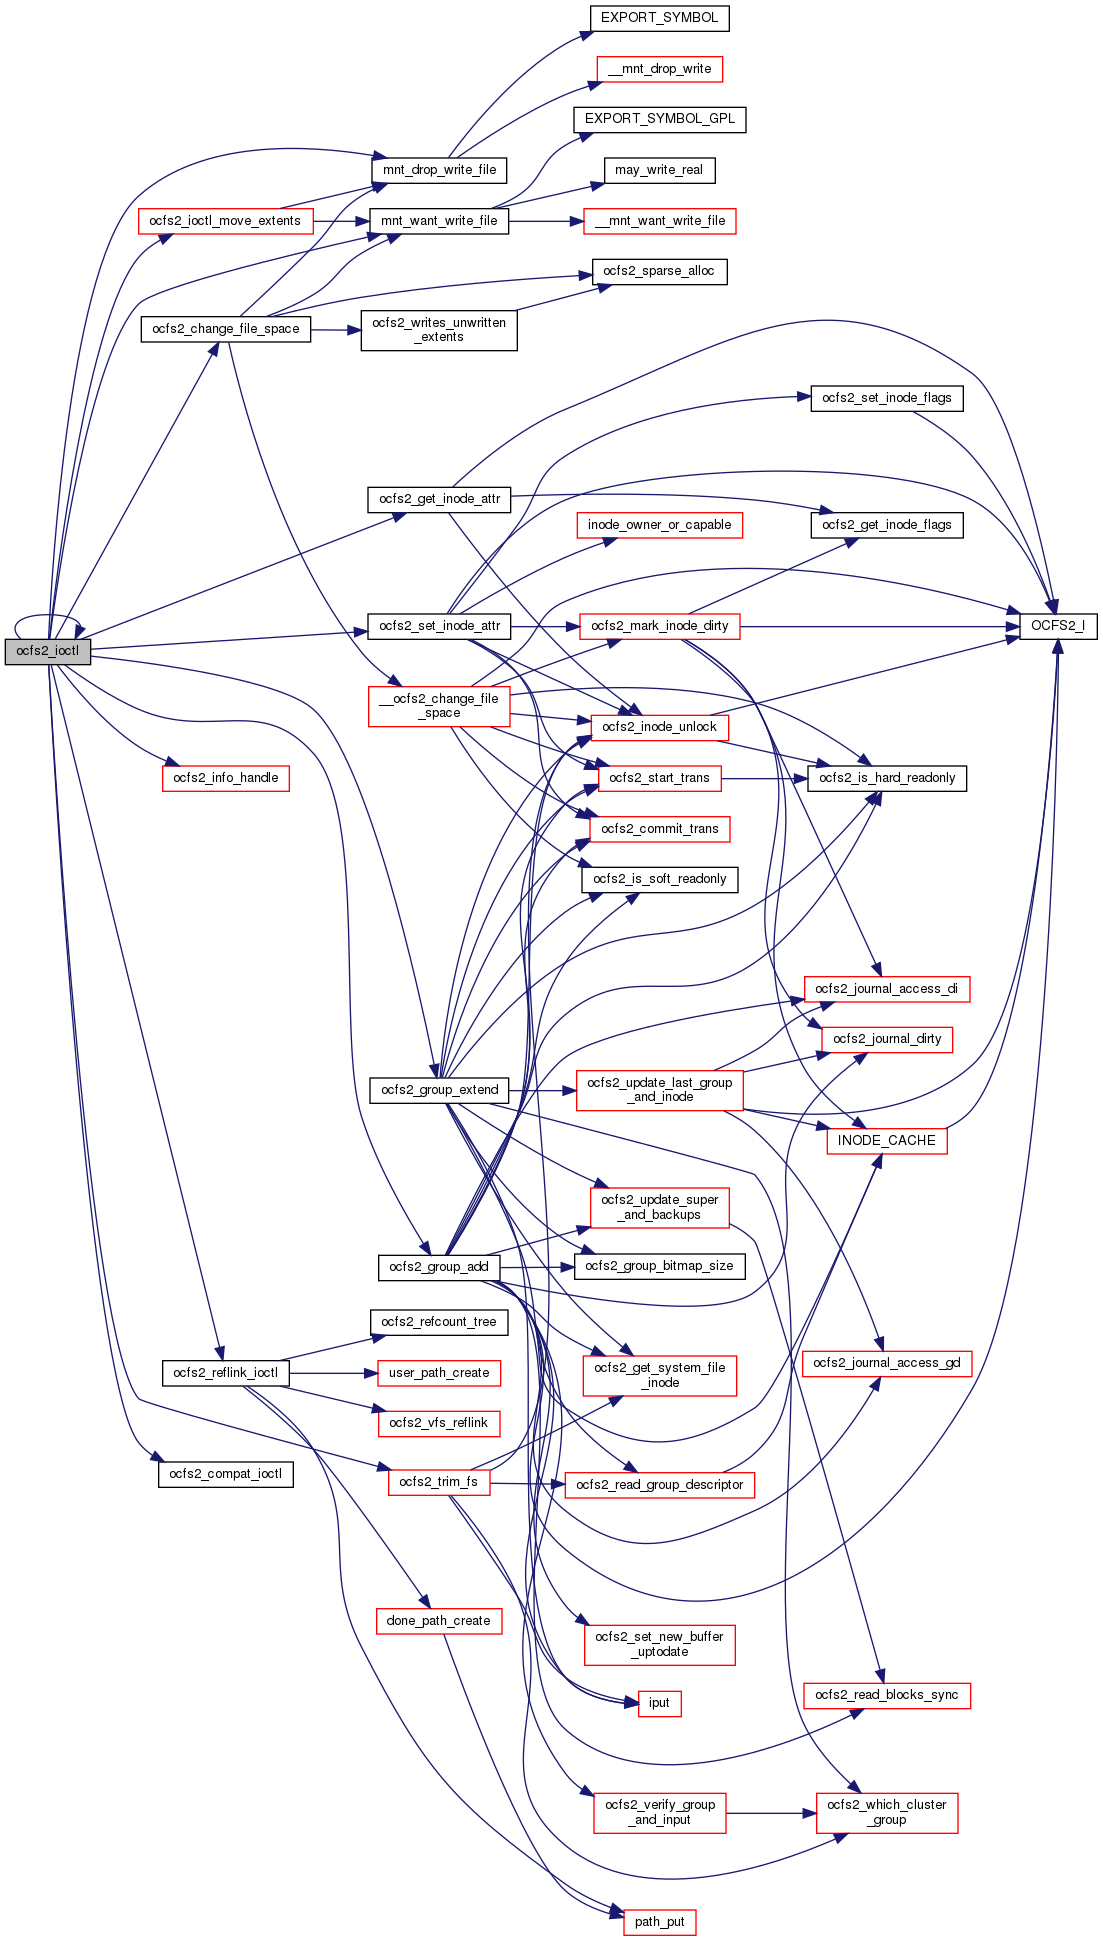 EXPORT_SYMBOL
__mnt_drop_write
EXPORT_SYMBOL_GPL
mnt_drop_write_file
may_write_real
ocfs2_ioctl_move_extents
mnt_want_write_file
__mnt_want_write_file
ocfs2_sparse_alloc
ocfs2_change_file_space
ocfs2_writes_unwritten
_extents
ocfs2_set_inode_flags
ocfs2_get_inode_attr
inode_owner_or_capable
ocfs2_get_inode_flags
ocfs2_set_inode_attr
ocfs2_mark_inode_dirty
OCFS2_I
ocfs2_ioctl
__ocfs2_change_file
_space
ocfs2_inode_unlock
ocfs2_info_handle
ocfs2_start_trans
ocfs2_is_hard_readonly
ocfs2_commit_trans
ocfs2_is_soft_readonly
ocfs2_journal_access_di
ocfs2_journal_dirty
ocfs2_group_extend
ocfs2_update_last_group
_and_inode
INODE_CACHE
ocfs2_update_super
_and_backups
ocfs2_group_add
ocfs2_group_bitmap_size
ocfs2_refcount_tree
ocfs2_reflink_ioctl
user_path_create
ocfs2_get_system_file
_inode
ocfs2_journal_access_gd
ocfs2_vfs_reflink
ocfs2_compat_ioctl
ocfs2_trim_fs
ocfs2_read_group_descriptor
done_path_create
ocfs2_set_new_buffer
_uptodate
iput
ocfs2_read_blocks_sync
ocfs2_verify_group
_and_input
ocfs2_which_cluster
_group
path_put